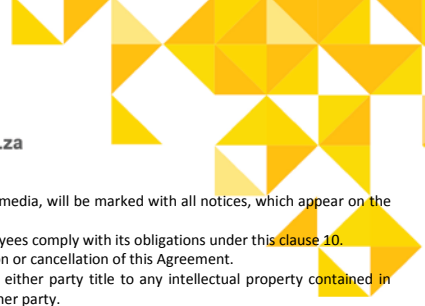 .za
media, will be marked with all notices, which appear on the
yees comply with its obligations under this clause 10.
on or cancellation of this Agreement.
either party title to any intellectual property contained in
her party.